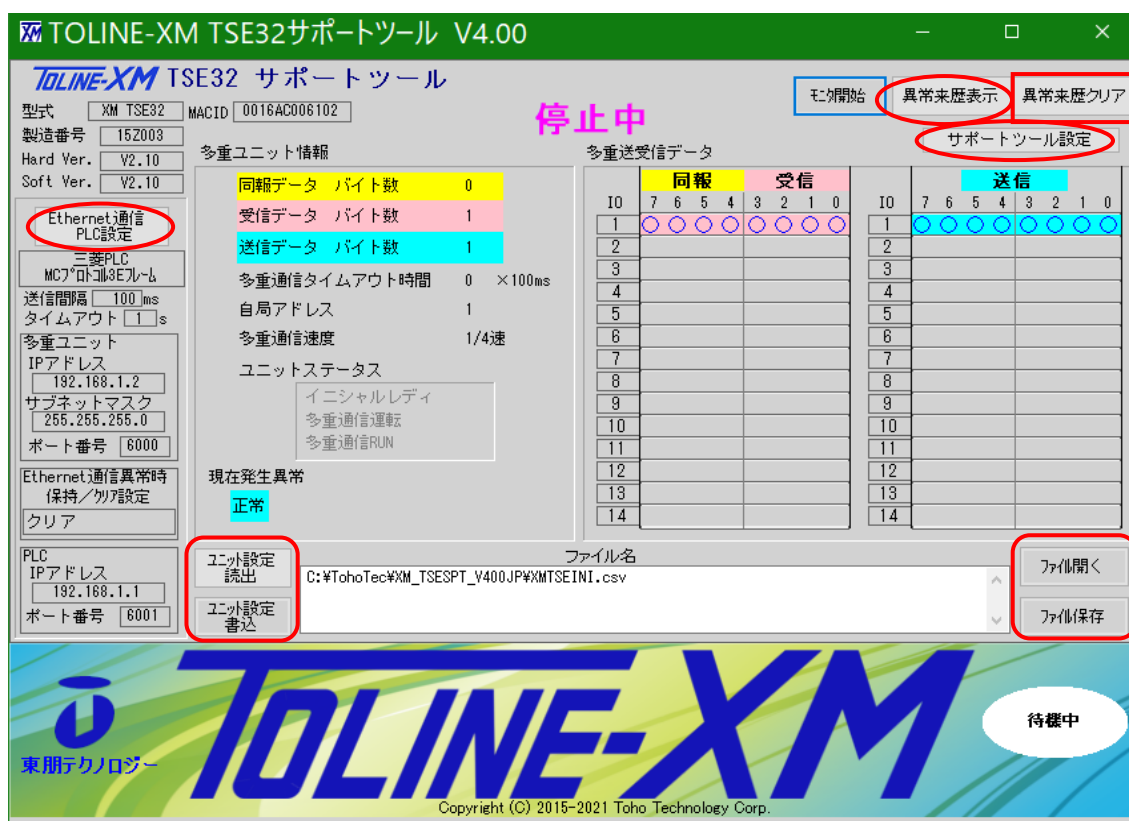 TOLINE-XM TSE32サポートツール V4.00
TOLINE-XM TSE32 サポートツール
停止中
モニタ開始
異常来歴表示
異常来歴クリア
サポートツール設定
型式 XM TSE32 MACID 0016AC006102
製造番号 15Z003
Hard Ver. V2.10
Soft Ver. V2.10
Ethernet通信
PLC設定
三菱PLC
MCプロトコル3Eフレーム
送信間隔 100 ms
タイムアウト 1 s
多重ユニット
IPアドレス
192.168.1.2
サブネットマスク
255.255.255.0
ポート番号 6000
Ethernet通信異常時
保持/クリア設定
クリア
PLC
IPアドレス
192.168.1.1
ポート番号 6001
多重ユニット情報
同報データ バイト数 0
受信データ バイト数 1
送信データ バイト数 1
多重通信タイムアウト時間 0 ×100ms
自局アドレス 1
多重通信速度 1/4速
ユニットステータス
イニシャルレディ
多重通信運転
多重通信RUN
現在発生異常
正常
多重送受信データ
同報 受信
IO 7 6 5 4 3 2 1 0
1
2
3
4
5
6
7
8
9
10
11
12
13
14
送信
IO 7 6 5 4 3 2 1 0
1
2
3
4
5
6
7
8
9
10
11
12
13
14
ユニット設定
読出
ユニット設定
書込
ファイル名
C:¥TohoTec¥XM_TSESPT_V400JP¥XMTSEINI.csv
ファイル開く
ファイル保存
東朋テクノロジー
TOLINE-XM
待機中
Copyright (C) 2015-2021 Toho Technology Corp.